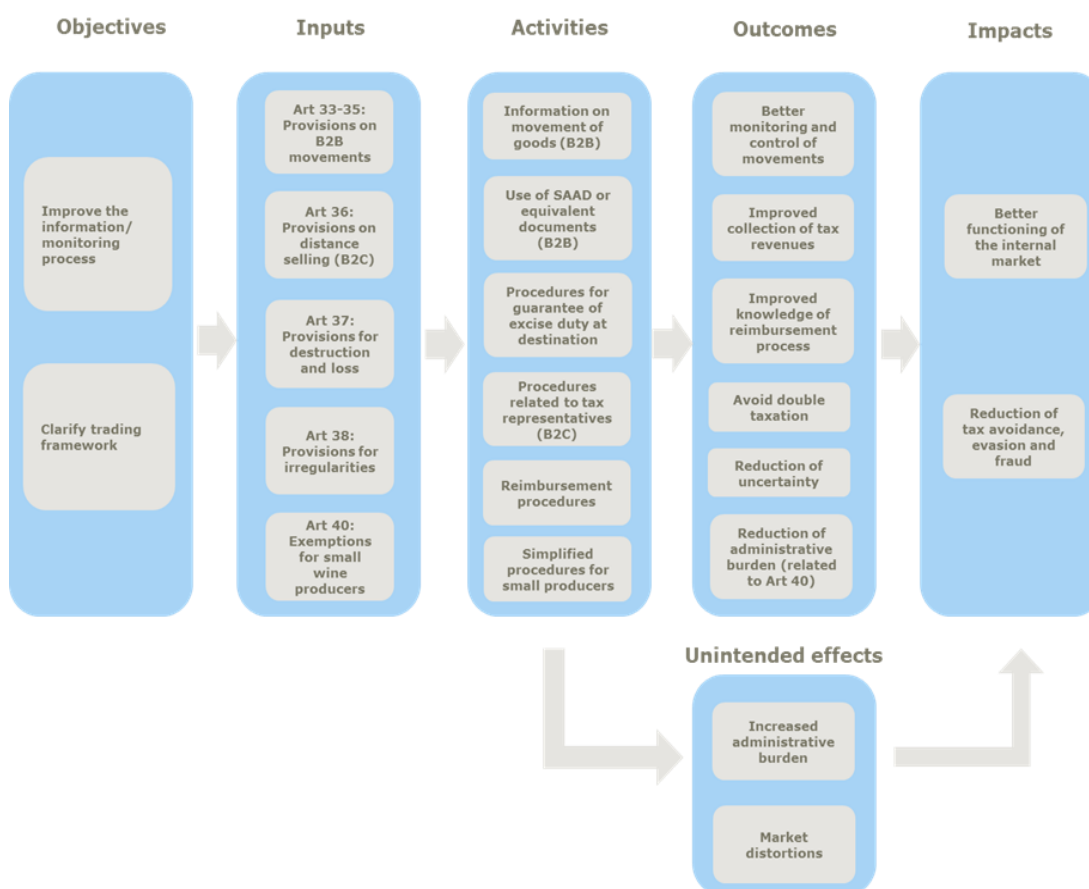 Objectives
Inputs
Activities
Outcomes
Impacts
Improve the
information/
monitoring
process
Clarify trading
framework
Art 33-35:
Provisions on
B2B
movements
Art 36:
Provisions on
distance
selling (B2C)
Art 37:
Provisions for
destruction
and loss
Art 38:
Provisions for
irregularities
Art 40:
Exemptions for
small
wine
producers
Information on
movement of
goods (B2B)
Use of SAAD or
equivalent
documents
(B2B)
Procedures for
guarantee of
excise duty at
destination
Procedures
related to tax
representatives
(B2C)
Reimbursement
procedures
Simplified
procedures for
small producers
Better
monitoring and
control of
movements
Improved
collection of tax
revenues
Improved
knowledge of
reimbursement
process
Avoid double
taxation
Reduction of
uncertainty
Reduction of
administrative
burden (related
to Art 40)
Better
functioning of
the internal
market
Reduction of
tax avoidance,
evasion and
fraud
Unintended effects
Increased
administrative
burden
Market
distortions